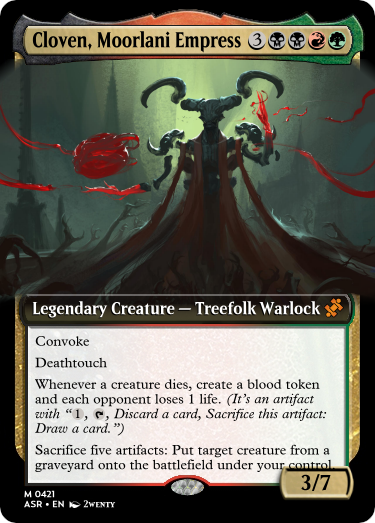 Cloven, Moorlani Empress 3
Legendary Creature — Treefolk Warlock
Convoke
Deathtouch
Whenever a creature dies, create a blood token
and each opponent loses 1 life. (It's an artifact
with “1, , Discard a card, Sacrifice this artifact:
Draw a card.”)
Sacrifice five artifacts: Put target creature from a
graveyard onto the battlefield under your control.
3/7
M 0421
ASR • EN 2WENTY